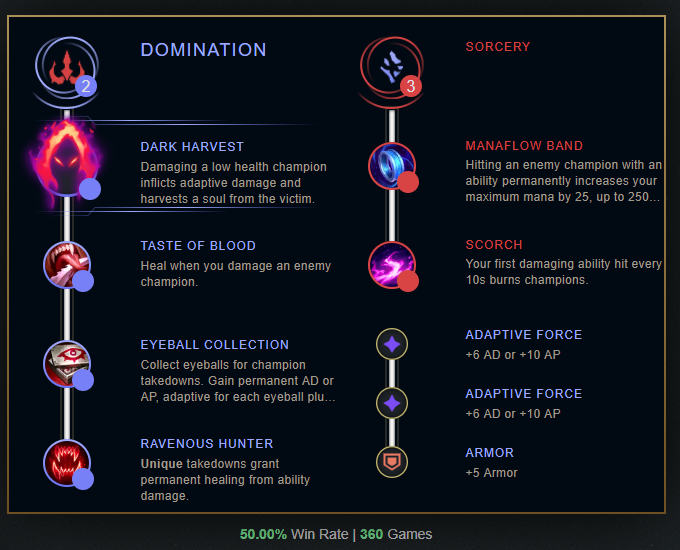 DOMINATION
2
DARK HARVEST
Damaging a low health champion
inflicts adaptive damage and
harvests a soul from the victim.
TASTE OF BLOOD
Heal when you damage an enemy
champion.
EYEBALL COLLECTION
Collect eyeballs for champion
takedowns. Gain permanent AD or
AP, adaptive for each eyeball plu...
RAVENOUS HUNTER
Unique takedowns grant
permanent healing from ability
damage.
SORCERY
3
MANAFLOW BAND
Hitting an enemy champion with an
ability permanently increases your
maximum mana by 25, up to 250...
SCORCH
Your first damaging ability hit every
10s burns champions.
ADAPTIVE FORCE
+6 AD or +10 AP
ADAPTIVE FORCE
+6 AD or +10 AP
ARMOR
+5 Armor
50.00% Win Rate | 360 Games